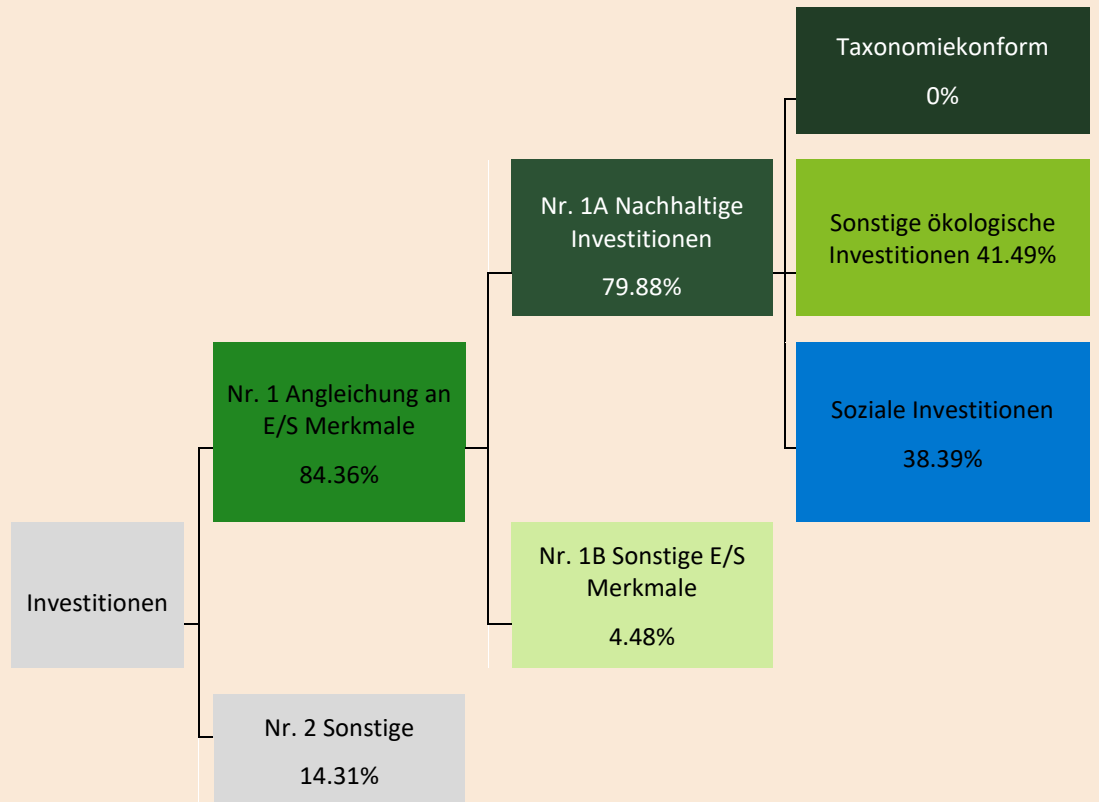 Taxonomiekonform
0%
Nr. 1A Nachhaltige
Investitionen
79.88%
Sonstige ökologische
Investitionen 41.49%
Nr. 1 Angleichung an
E/S Merkmale
84.36%
Soziale Investitionen
38.39%
Investitionen
Nr. 1B Sonstige E/S
Merkmale
4.48%
Nr. 2 Sonstige
14.31%